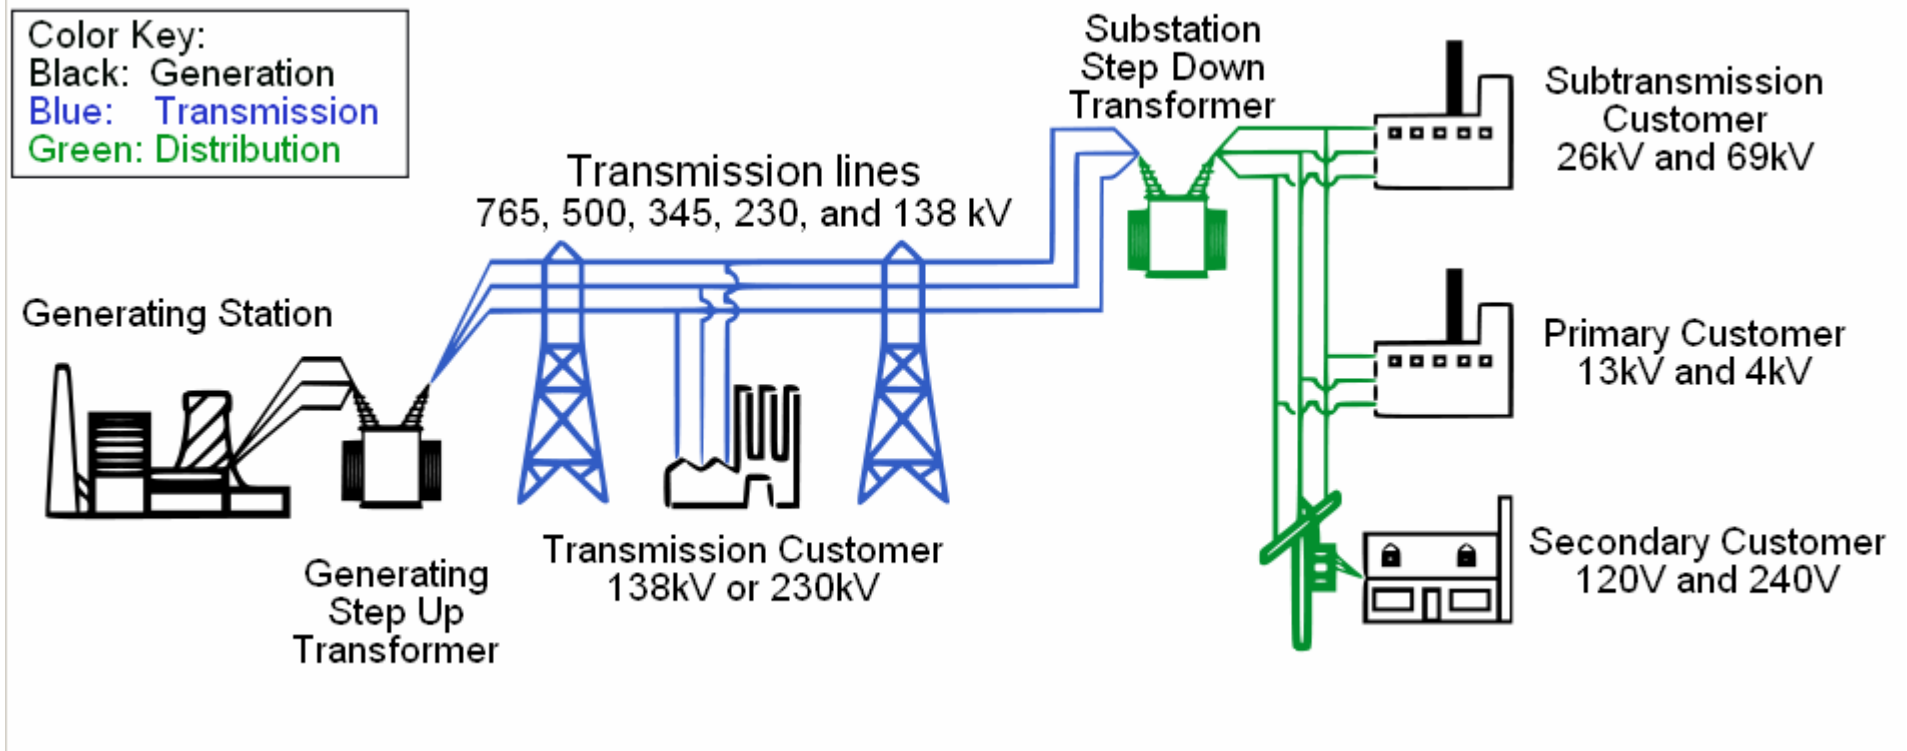 Color Key:
Black: Generation
Blue: Transmission
Green: Distribution
Substation
Step Down
Transformer
Subtransmission
Customer
26kV and 69kV
Transmission lines
765, 500, 345, 230, and 138 kV
Generating Station
Primary Customer
13kV and 4kV
Transmission Customer
138kV or 230kV
Generating
Step Up
Transformer
Secondary Customer
120V and 240V